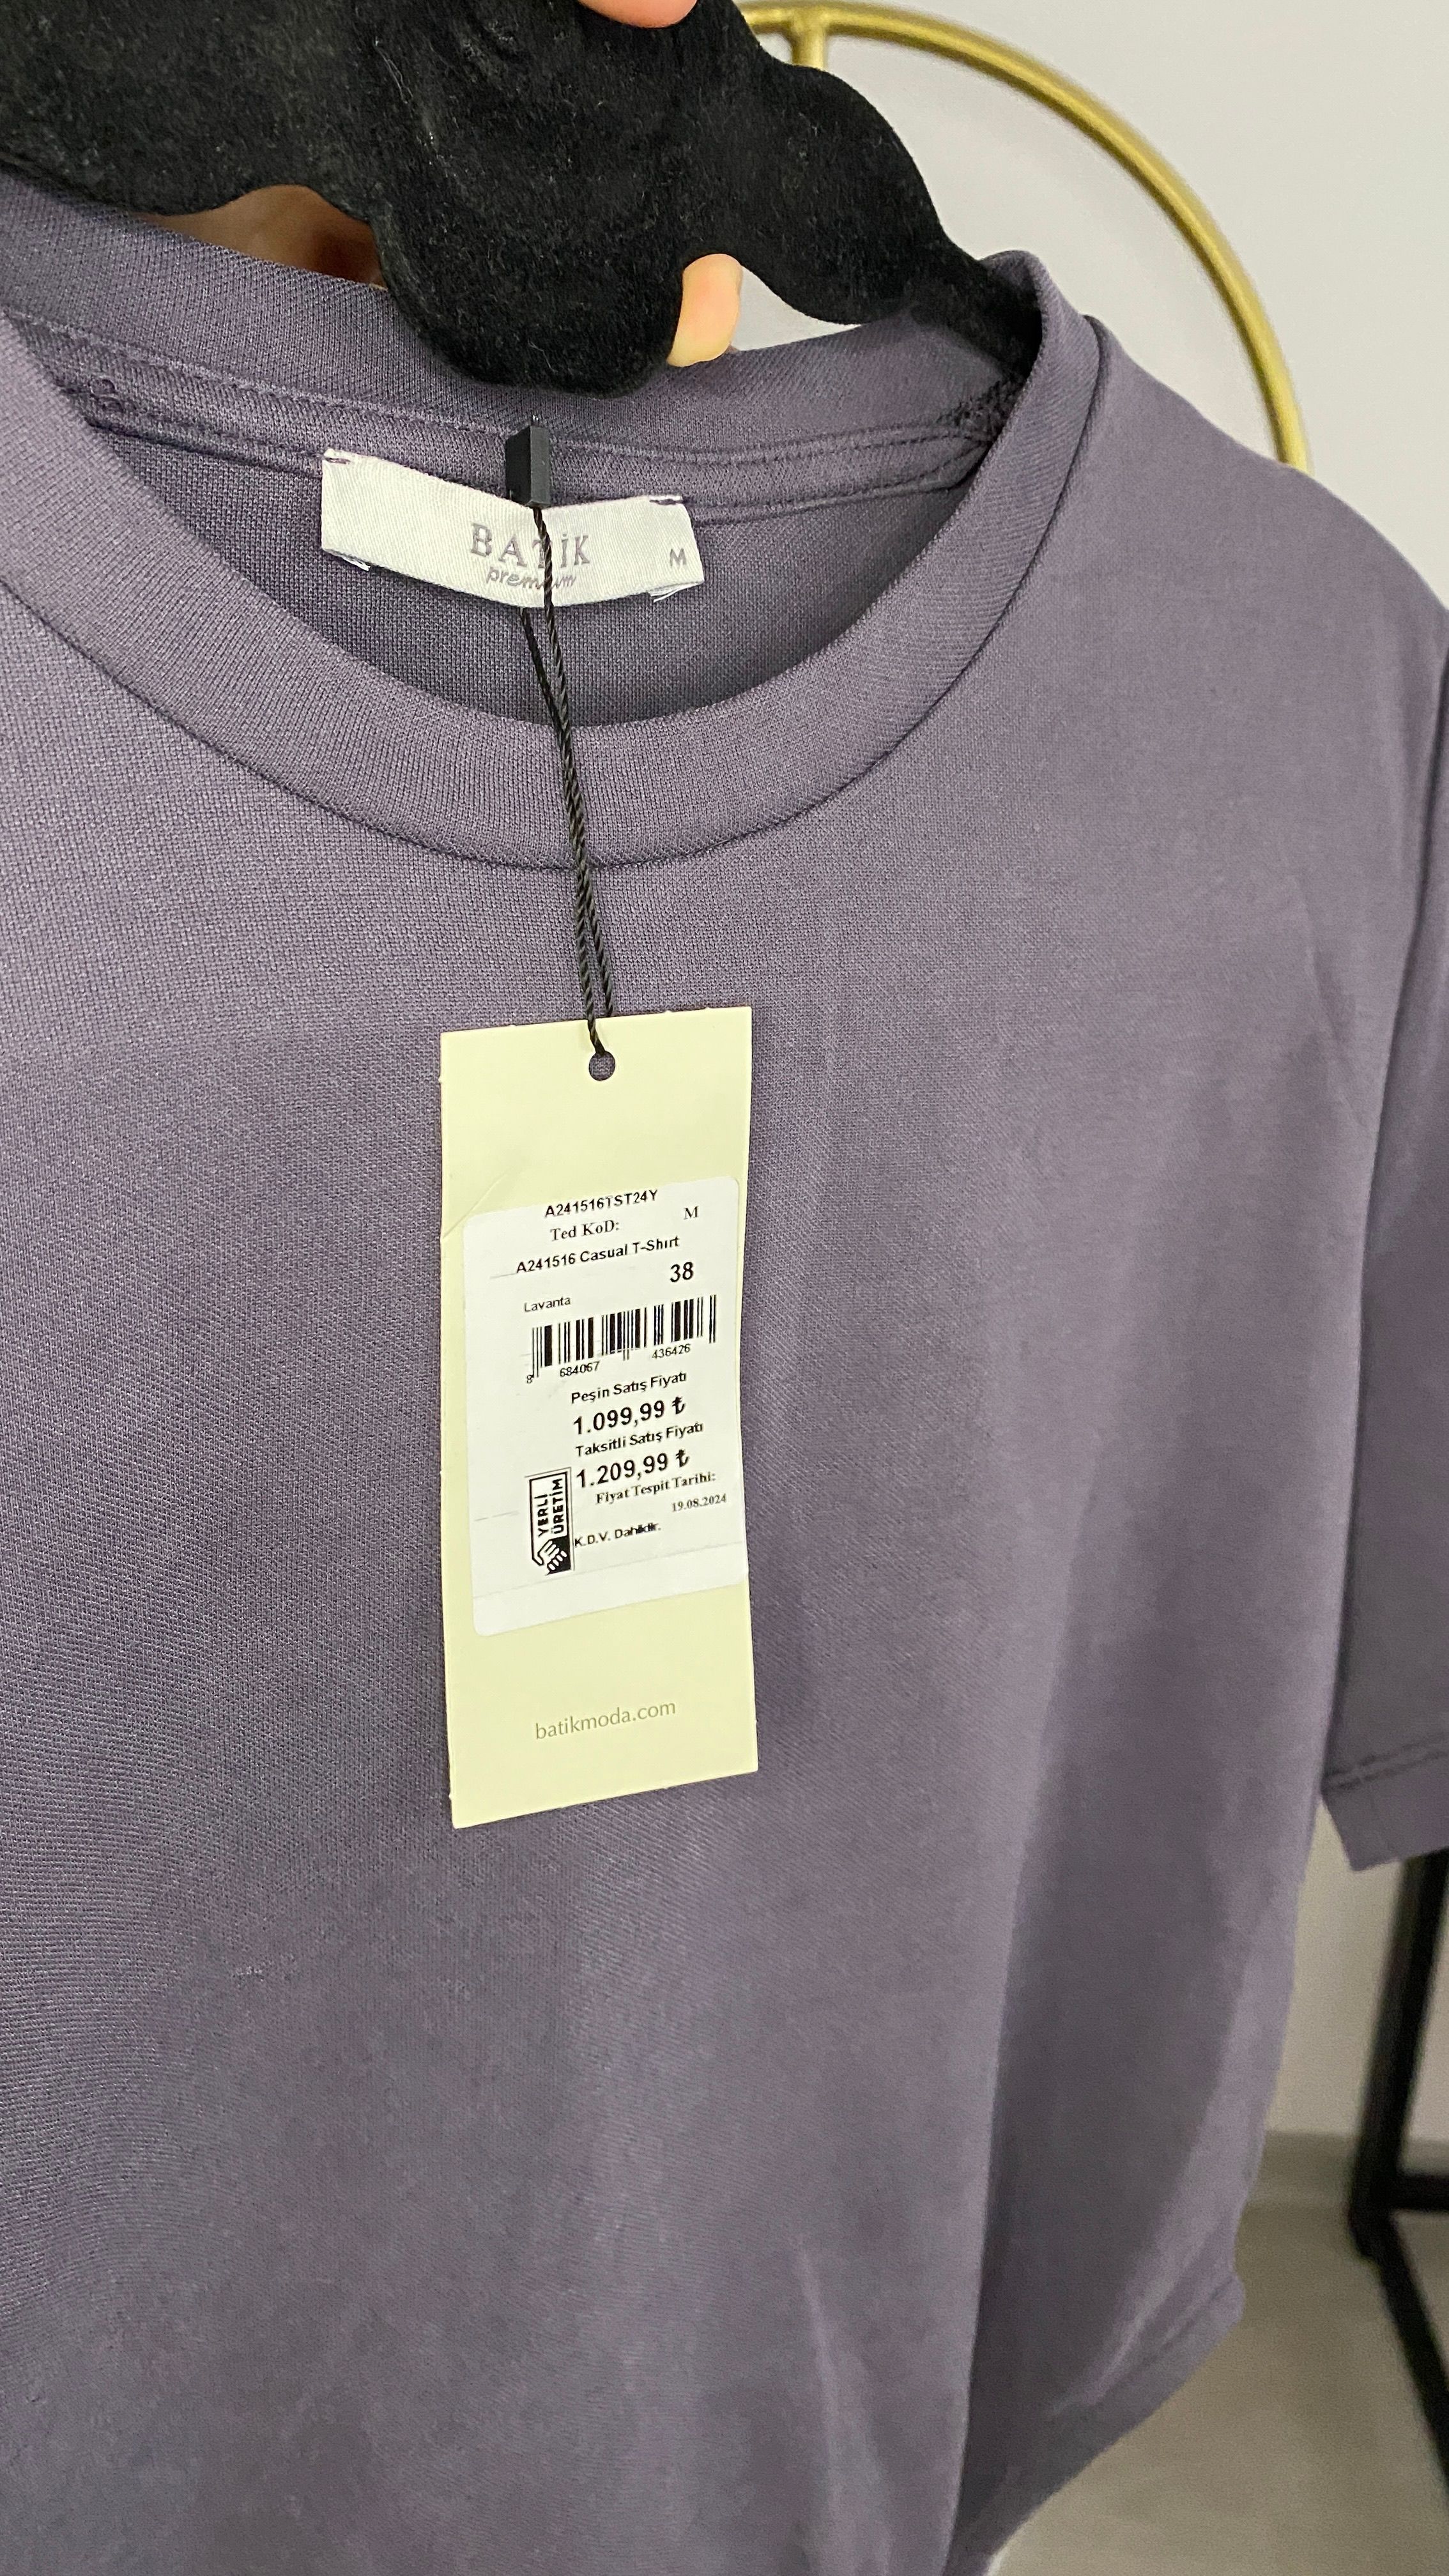 BATİK
premium
M
A241516TST24Y
Ted KoD: M
A241516 Casual T-Shirt
38
Lavanta
8 684067 436426
Peşin Satış Fiyatı
1.099,99 ₺
Taksitli Satış Fiyatı
1.209,99 ₺
Fiyat Tespit Tarihi:
19.08.2024
YERLİ
ÜRETİM
K.D.V. Dahildir.
batikmoda.com